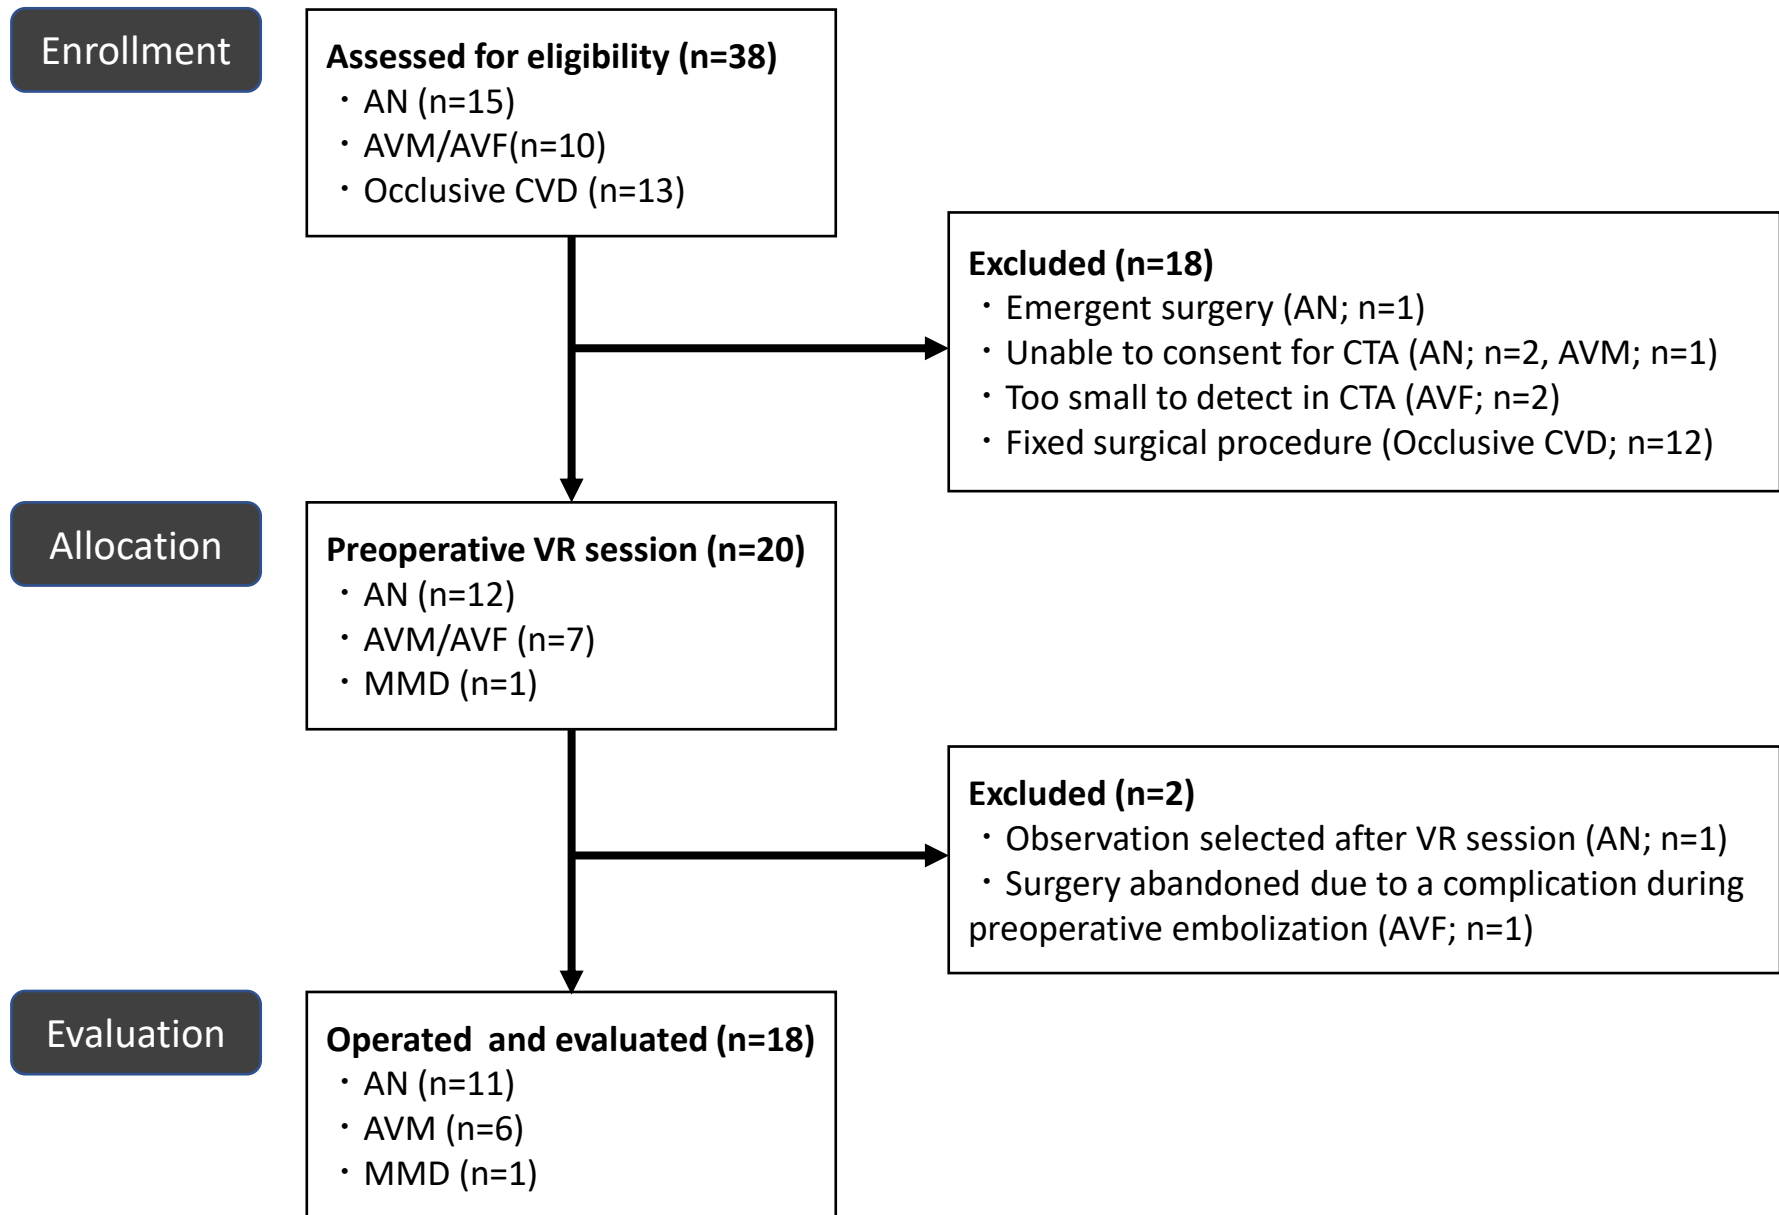 Enrollment
Assessed for eligibility (n=38)
・AN (n=15)
・AVM/AVF(n=10)
・Occlusive CVD (n=13)
Excluded (n=18)
・Emergent surgery (AN; n=1)
・Unable to consent for CTA (AN; n=2, AVM; n=1)
・Too small to detect in CTA (AVF; n=2)
・Fixed surgical procedure (Occlusive CVD; n=12)
Allocation
Preoperative VR session (n=20)
・AN (n=12)
・AVM/AVF (n=7)
・MMD (n=1)
Excluded (n=2)
・Observation selected after VR session (AN; n=1)
・Surgery abandoned due to a complication during
preoperative embolization (AVF; n=1)
Evaluation
Operated  and evaluated (n=18)
・AN (n=11)
・AVM (n=6)
・MMD (n=1)